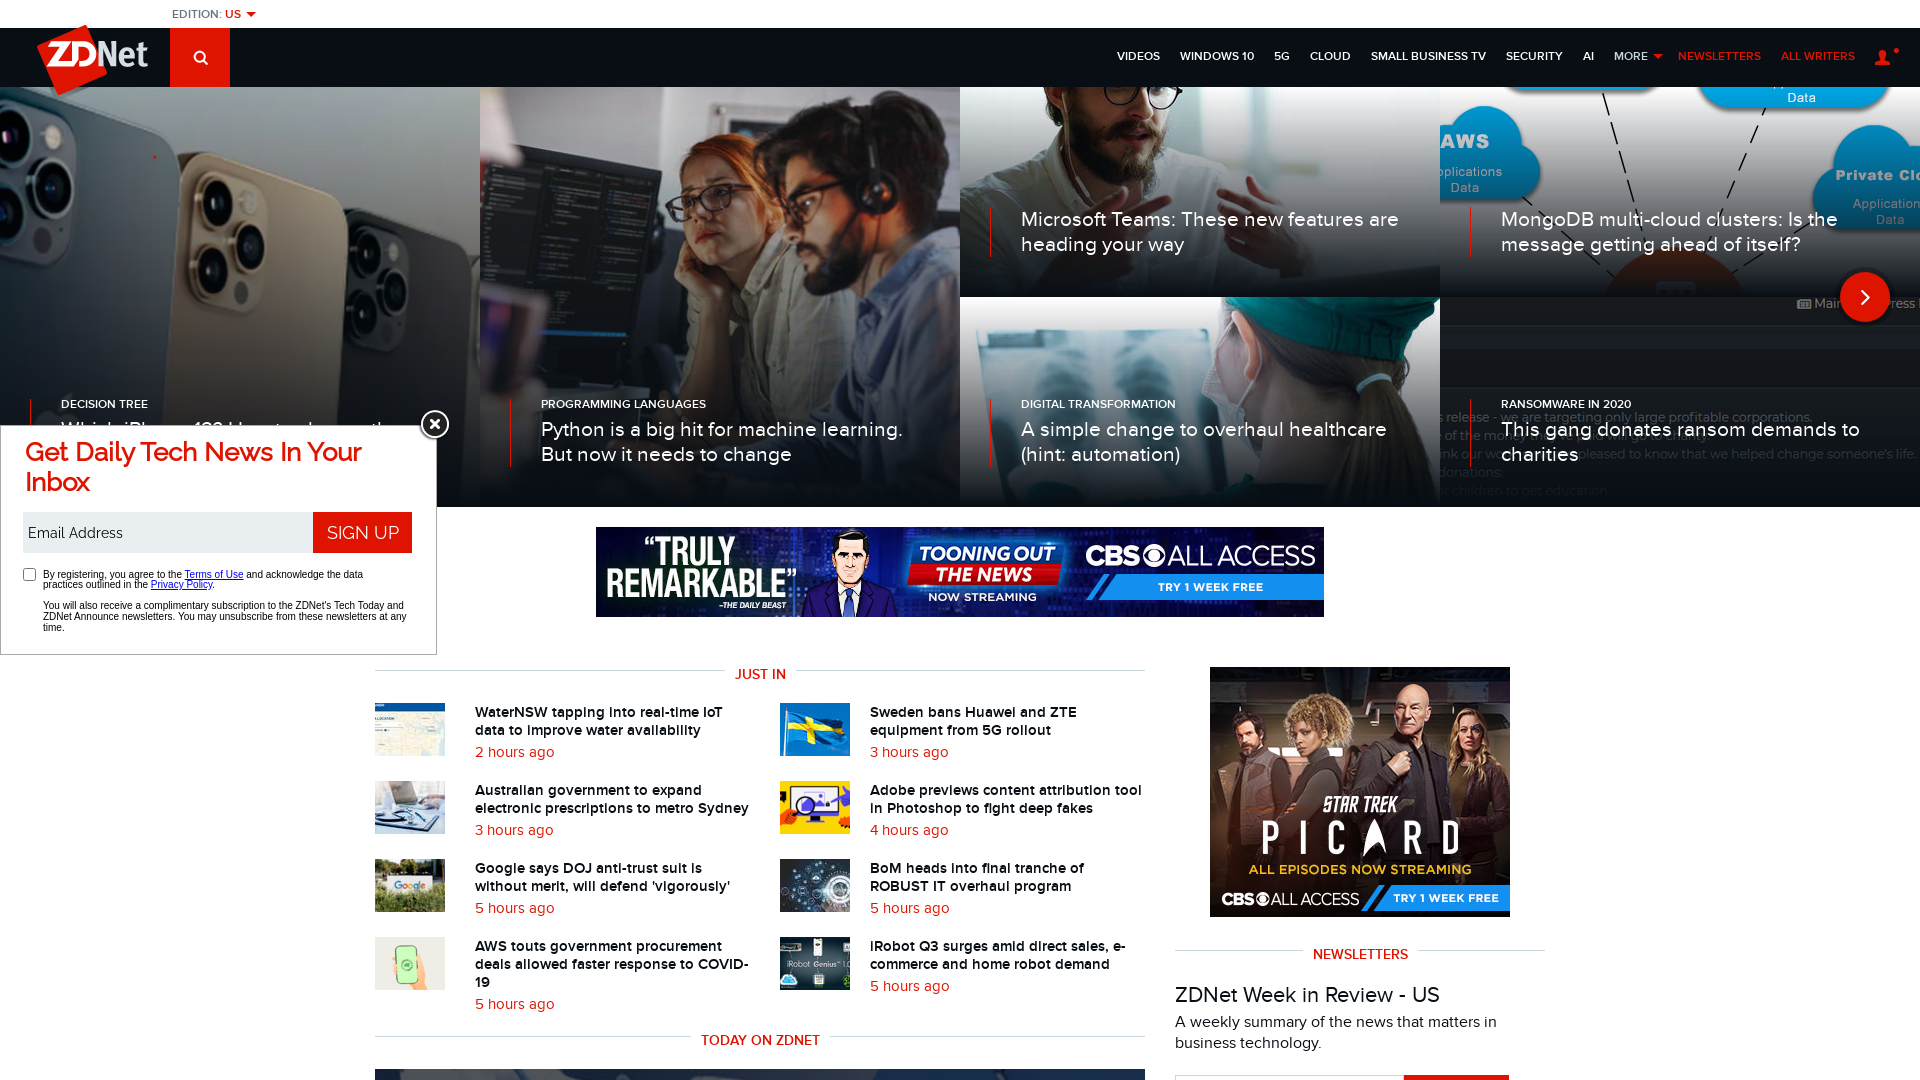 EDITION: US
ZDNet
VIDEOS WINDOWS 10 5G CLOUD SMALL BUSINESS TV SECURITY AI MORE NEWSLETTERS ALL WRITERS
Data
AWS
Applications
Data
Private Clo
Application
Data
Microsoft Teams: These new features are
heading your way
MongoDB multi-cloud clusters: Is the
message getting ahead of itself?
DECISION TREE
PROGRAMMING LANGUAGES
Python is a big hit for machine learning.
But now it needs to change
DIGITAL TRANSFORMATION
A simple change to overhaul healthcare
(hint: automation)
RANSOMWARE IN 2020
This gang donates ransom demands to
charities
Get Daily Tech News In Your
Inbox
Email Address
SIGN UP
By registering, you agree to the Terms of Use and acknowledge the data
practices outlined in the Privacy Policy.
You will also receive a complimentary subscription to the ZDNet's Tech Today and
ZDNet Announce newsletters. You may unsubscribe from these newsletters at any
time.
"TRULY
REMARKABLE"
-THE DAILY BEAST
TOONING OUT
THE NEWS
NOW STREAMING
CBS ALL ACCESS
TRY 1 WEEK FREE
JUST IN
WaterNSW tapping into real-time IoT
data to improve water availability
2 hours ago
Sweden bans Huawei and ZTE
equipment from 5G rollout
3 hours ago
Australian government to expand
electronic prescriptions to metro Sydney
3 hours ago
Adobe previews content attribution tool
in Photoshop to fight deep fakes
4 hours ago
Google says DOJ anti-trust suit is
without merit, will defend 'vigorously'
5 hours ago
BoM heads into final tranche of
ROBUST IT overhaul program
5 hours ago
AWS touts government procurement
deals allowed faster response to COVID-
19
5 hours ago
iRobot Q3 surges amid direct sales, e-
commerce and home robot demand
5 hours ago
TODAY ON ZDNET
STAR TREK
PICARD
ALL EPISODES NOW STREAMING
CBS ALL ACCESS
TRY 1 WEEK FREE
NEWSLETTERS
ZDNet Week in Review - US
A weekly summary of the news that matters in
business technology.